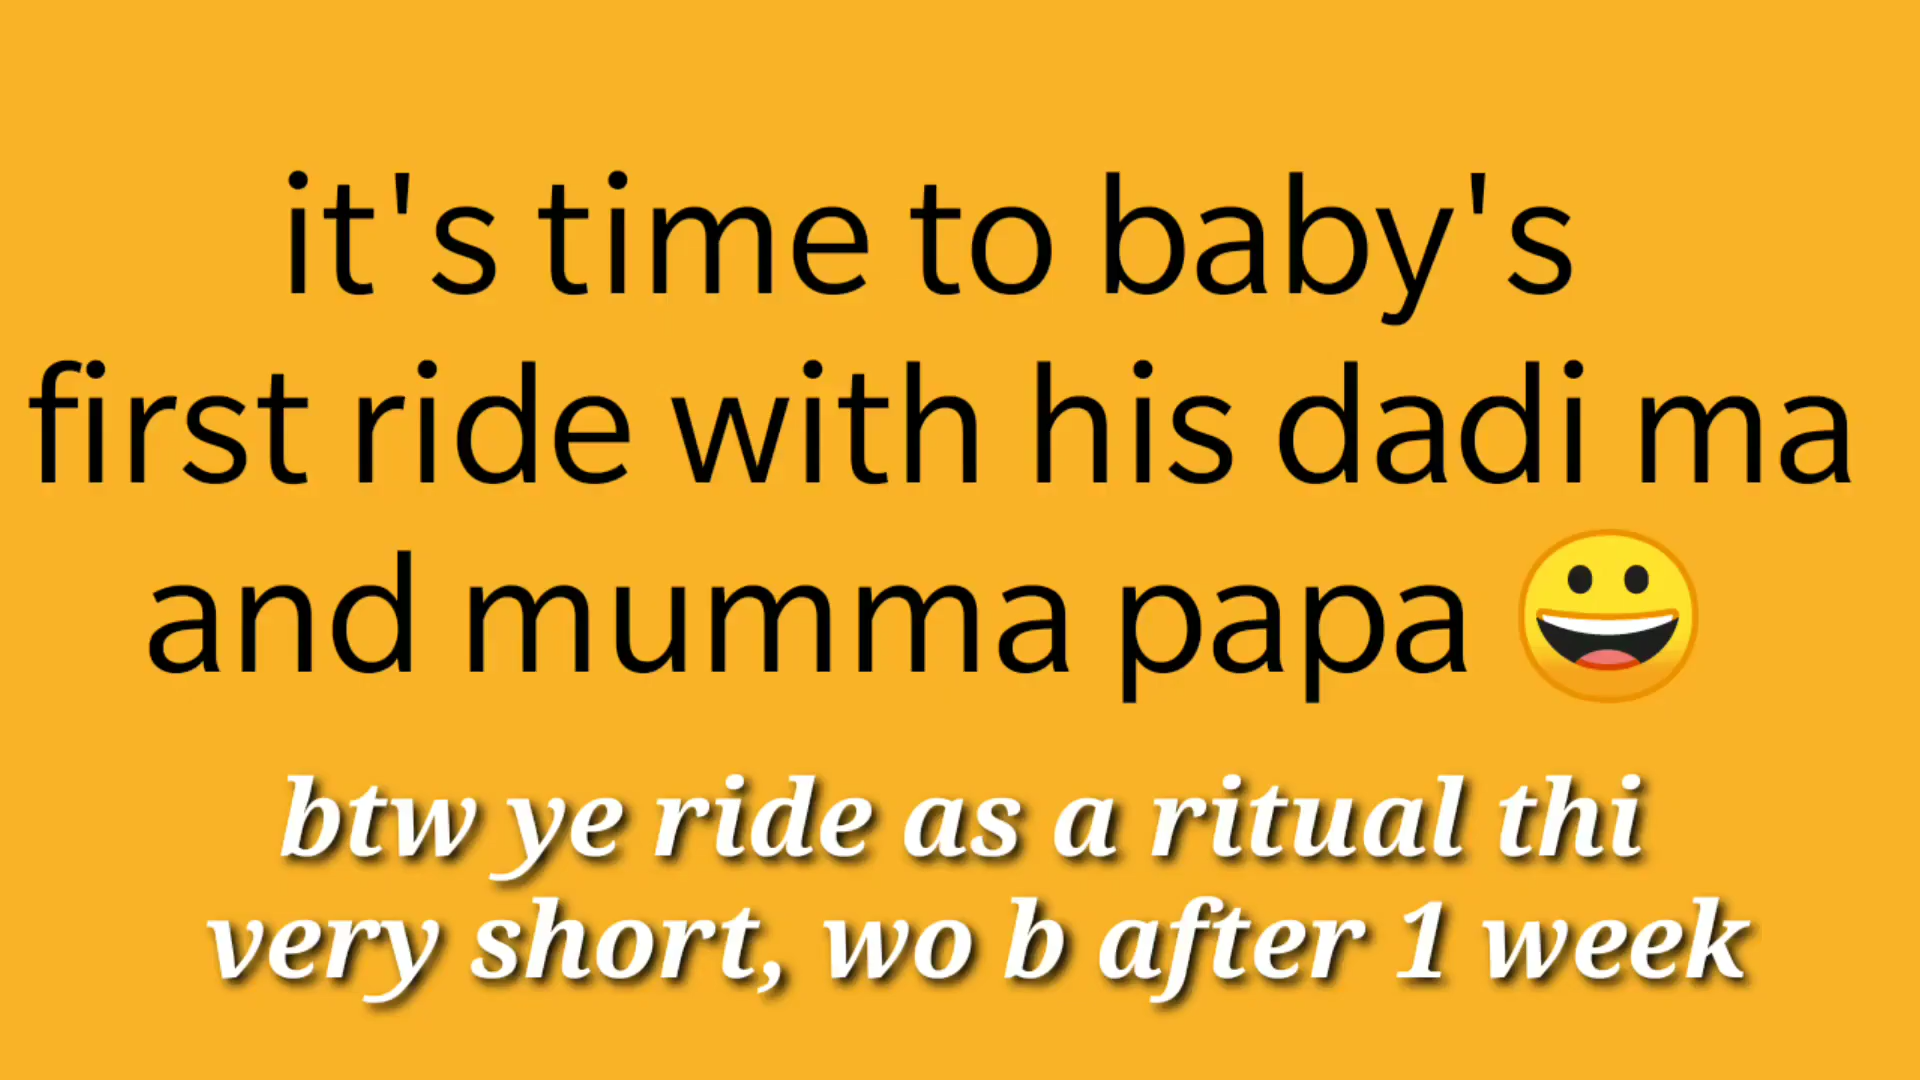 it's time to baby's
first ride with his dadi ma
and mumma papa 😀
btw ye ride as a ritual thi
very short, wo b after 1 week